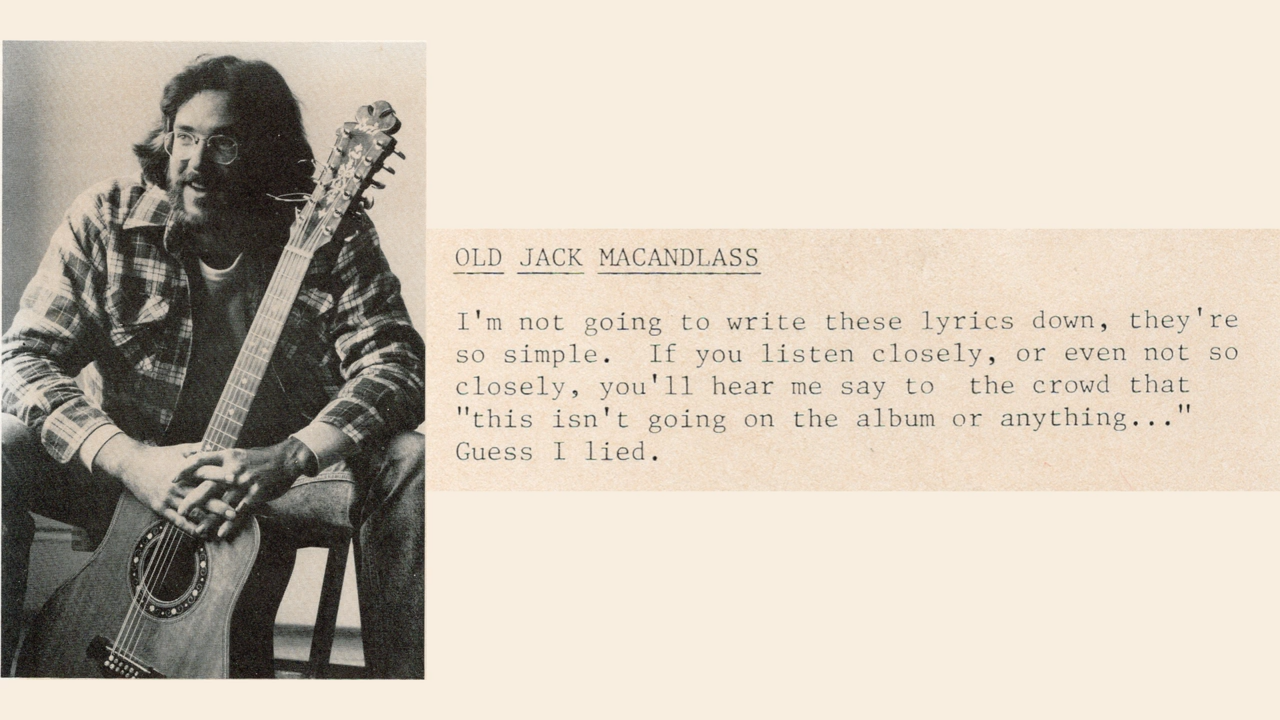 OLD JACK MACANDLASS
I'm not going to write these lyrics down, they're
so simple.  If you listen closely, or even not so
closely, you'll hear me say to  the crowd that
"this isn't going on the album or anything..."
Guess I lied.